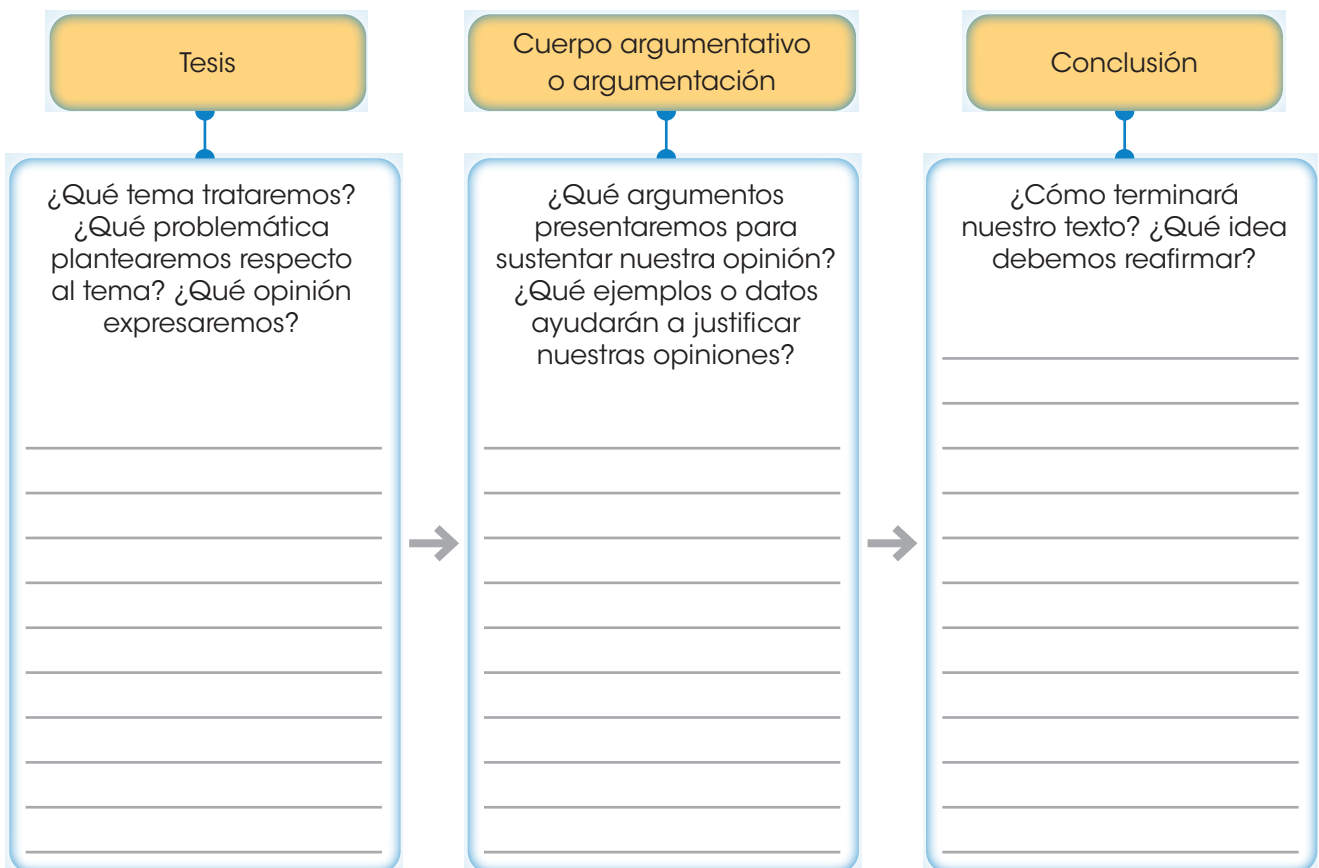 Tesis
¿Qué tema trataremos?
¿Qué problemática
plantearemos respecto
al tema? ¿Qué opinión
expresaremos?
Cuerpo argumentativo
o argumentación
¿Qué argumentos
presentaremos para
sustentar nuestra opinión?
¿Qué ejemplos o datos
ayudarán a justificar
nuestras opiniones?
Conclusión
¿Cómo terminará
nuestro texto? ¿Qué idea
debemos reafirmar?